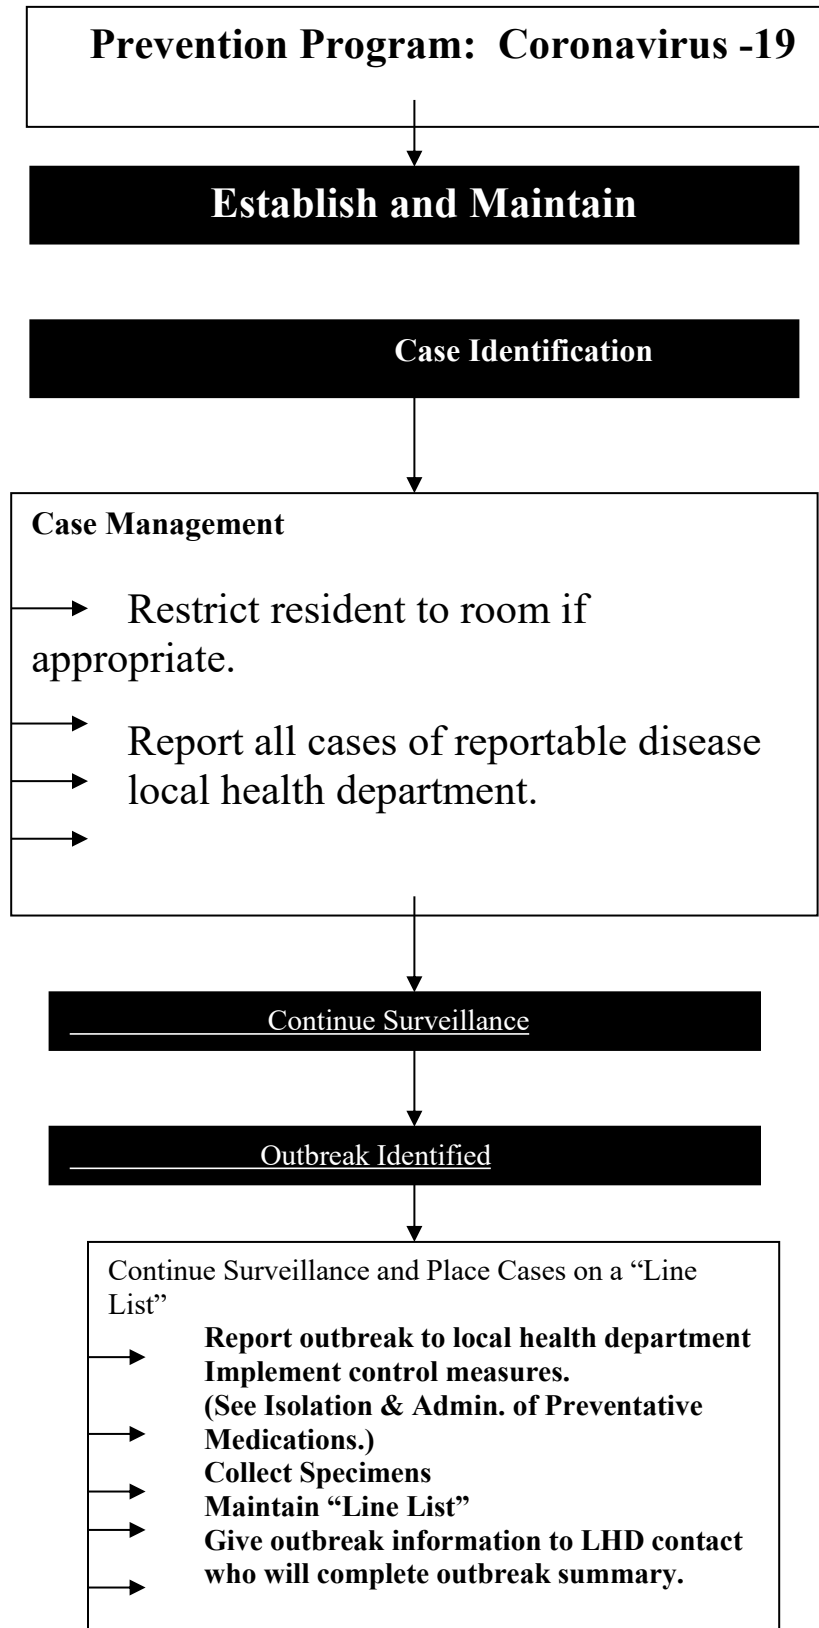 Prevention Program: Coronavirus -19
Establish and Maintain
Case Identification
Case Management
Restrict resident to room if
appropriate.
Report all cases of reportable disease
local health department.
Continue Surveillance
Outbreak Identified
Continue Surveillance and Place Cases on a “Line
List”
Report outbreak to local health department
Implement control measures.
(See Isolation & Admin. of Preventative
Medications.)
Collect Specimens
Maintain “Line List”
Give outbreak information to LHD contact
who will complete outbreak summary.